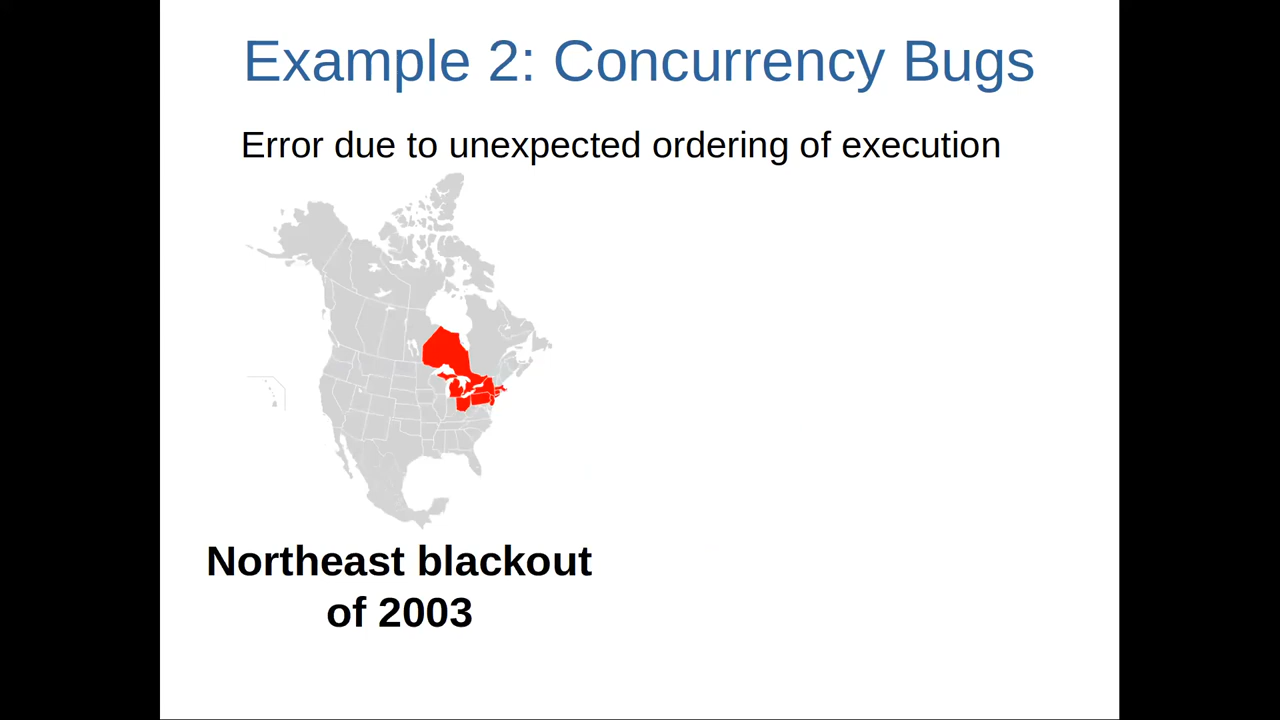 Example 2: Concurrency Bugs
Error due to unexpected ordering of execution
Northeast blackout
of 2003